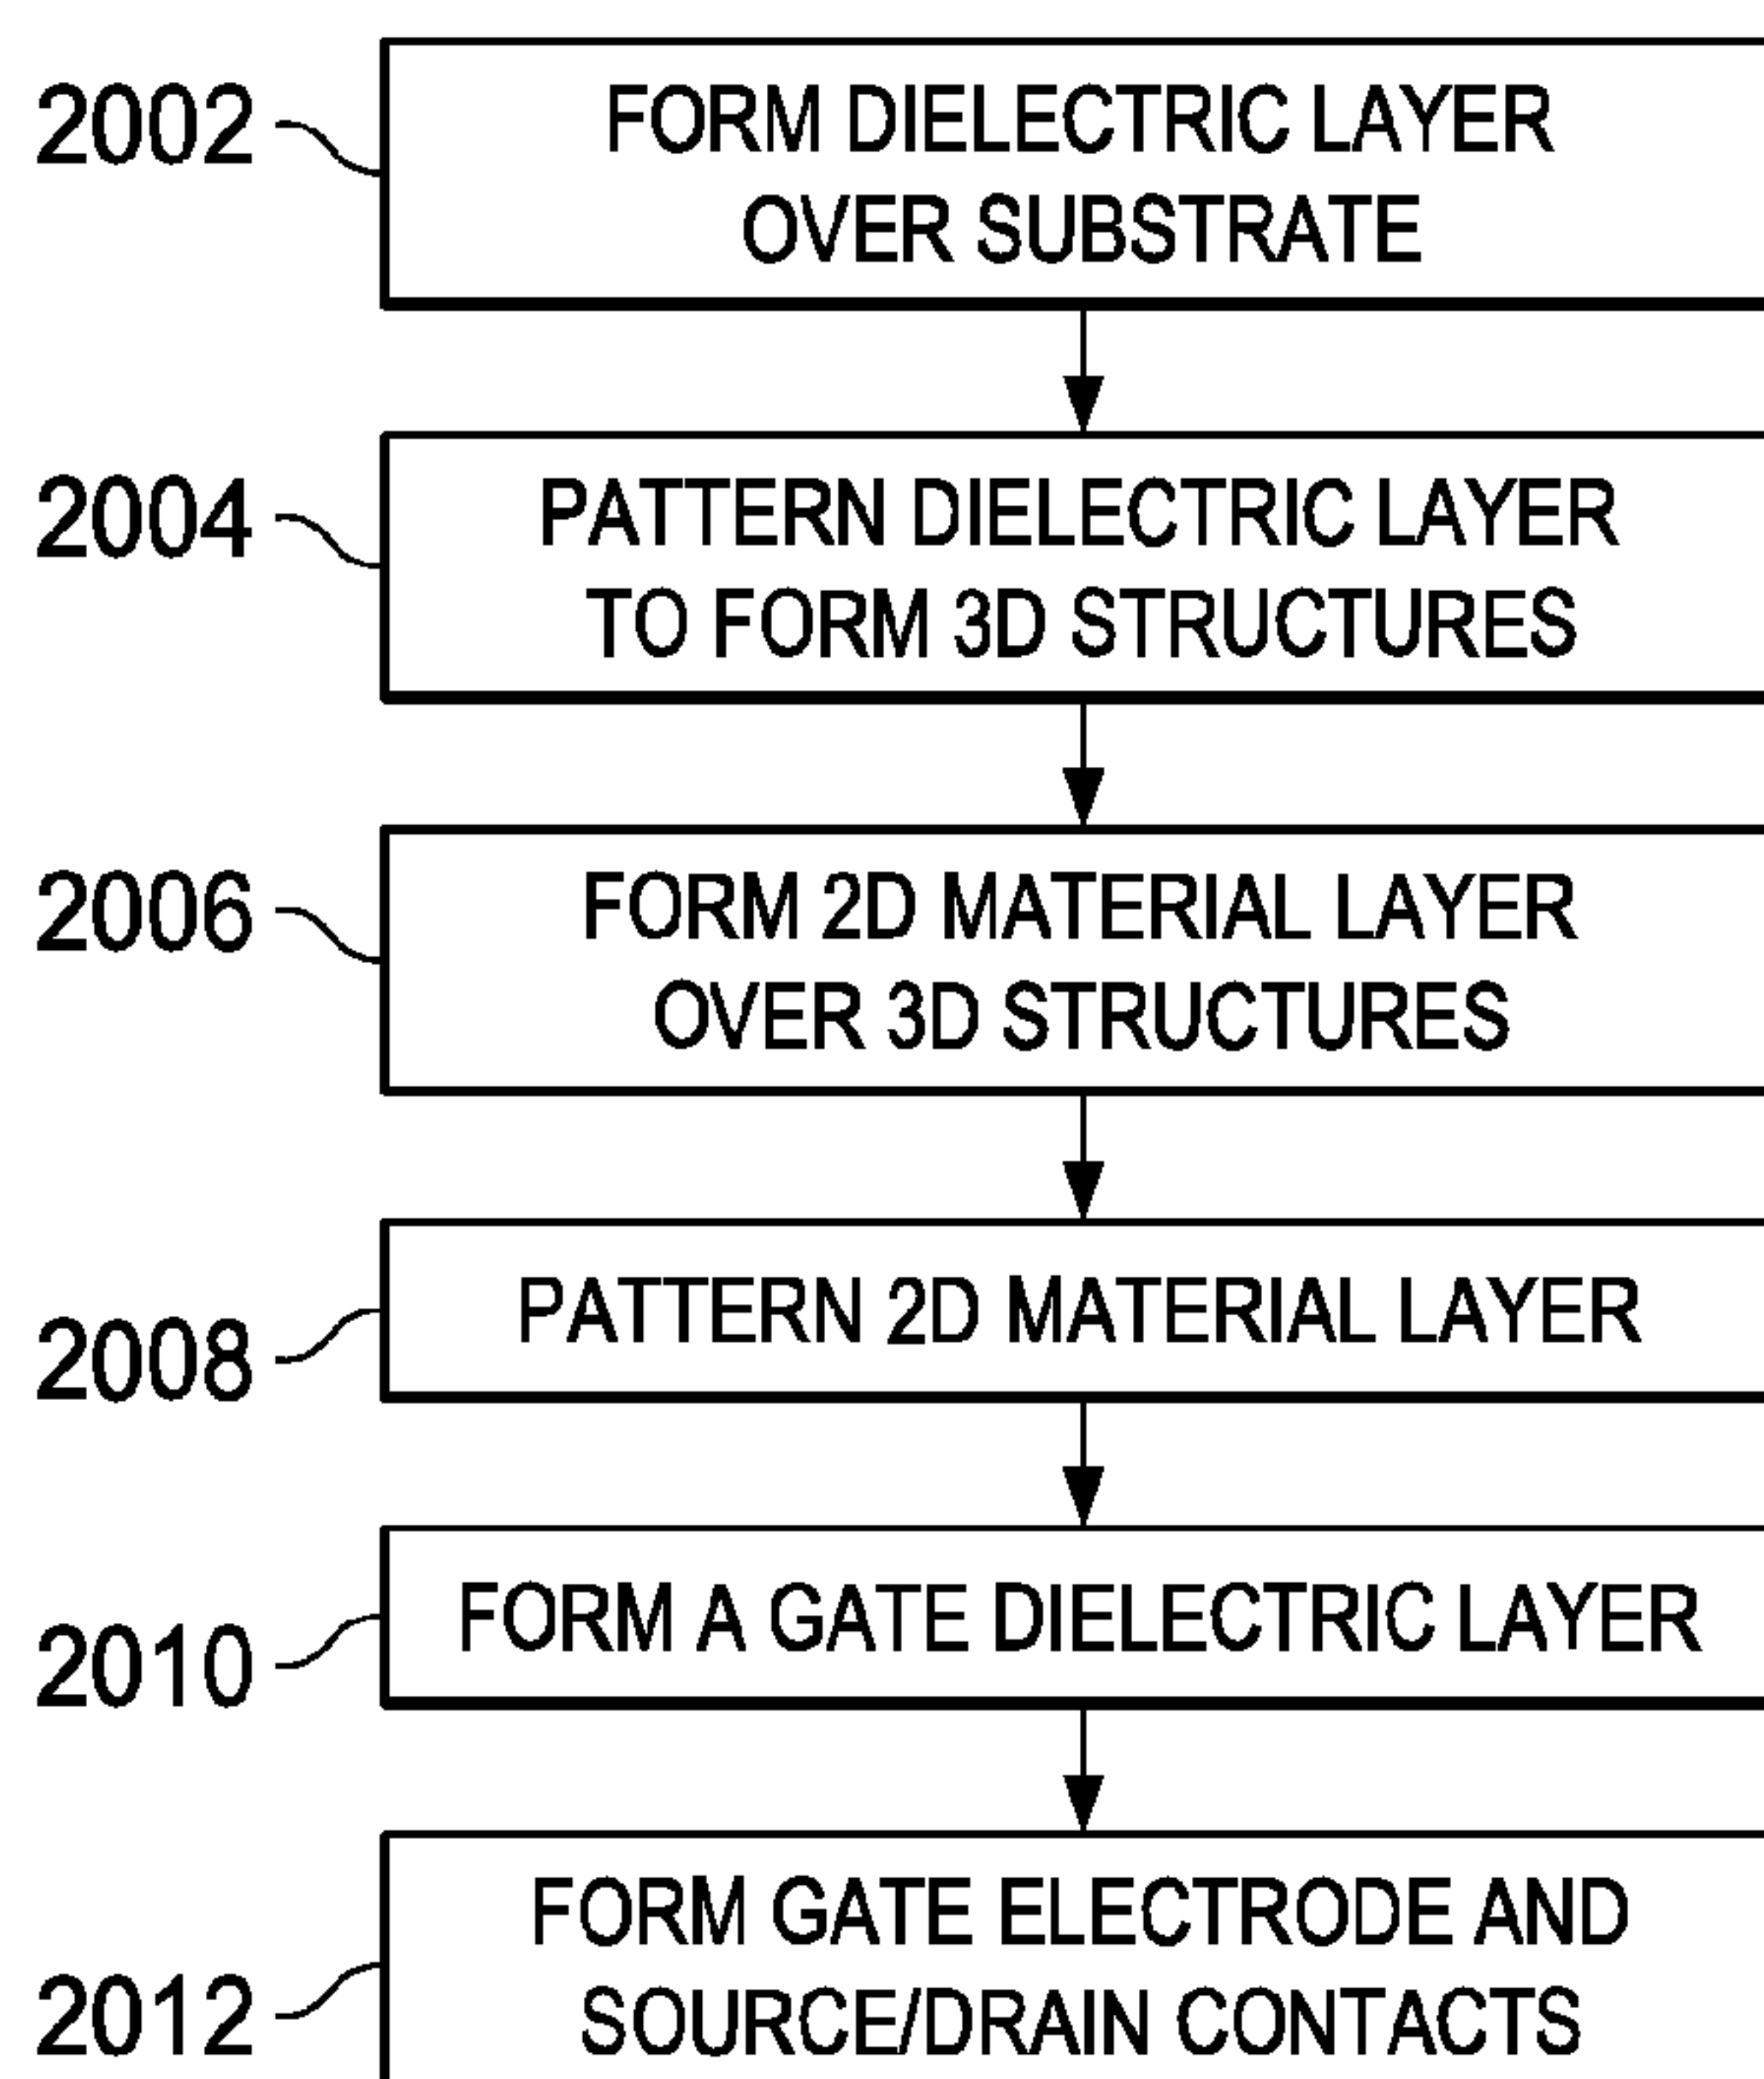 2002
FORM DIELECTRIC LAYER
OVER SUBSTRATE
2004
PATTERN DIELECTRIC LAYER
TO FORM 3D STRUCTURES
2006
FORM 2D MATERIAL LAYER
OVER 3D STRUCTURES
2008
PATTERN 2D MATERIAL LAYER
2010
FORM A GATE DIELECTRIC LAYER
2012
FORM GATE ELECTRODE AND
SOURCE/DRAIN CONTACTS